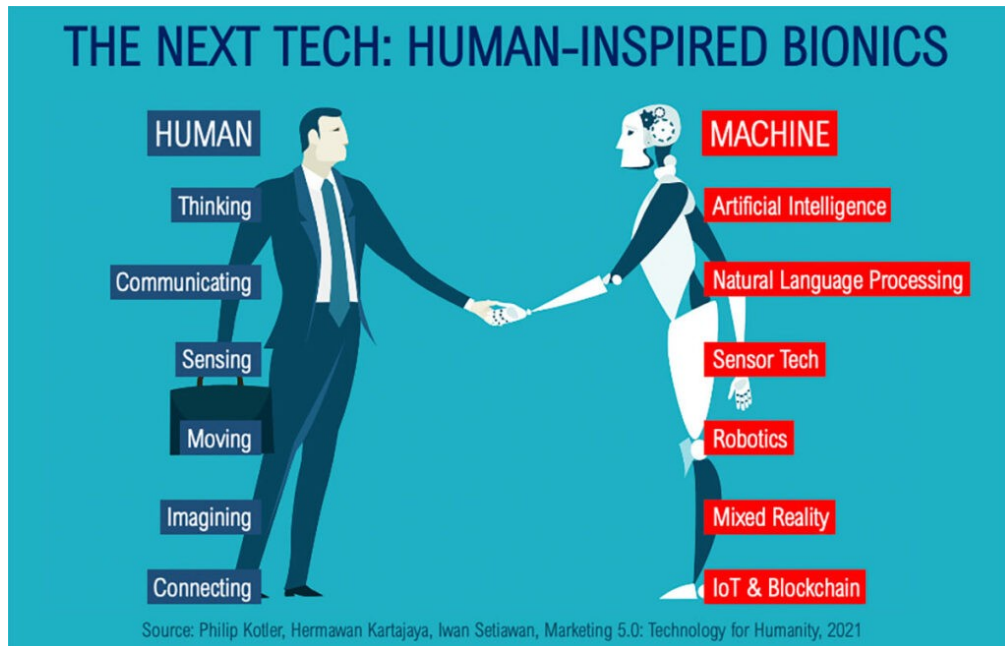 THE NEXT TECH: HUMAN-INSPIRED BIONICS
HUMAN
MACHINE
Thinking
Artificial Intelligence
Communicating
Natural Language Processing
Sensing
Sensor Tech
Moving
Robotics
Imagining
Mixed Reality
Connecting
IoT & Blockchain
Source: Philip Kotler, Hermawan Kartajaya, Iwan Setiawan, Marketing 5.0: Technology for Humanity, 2021